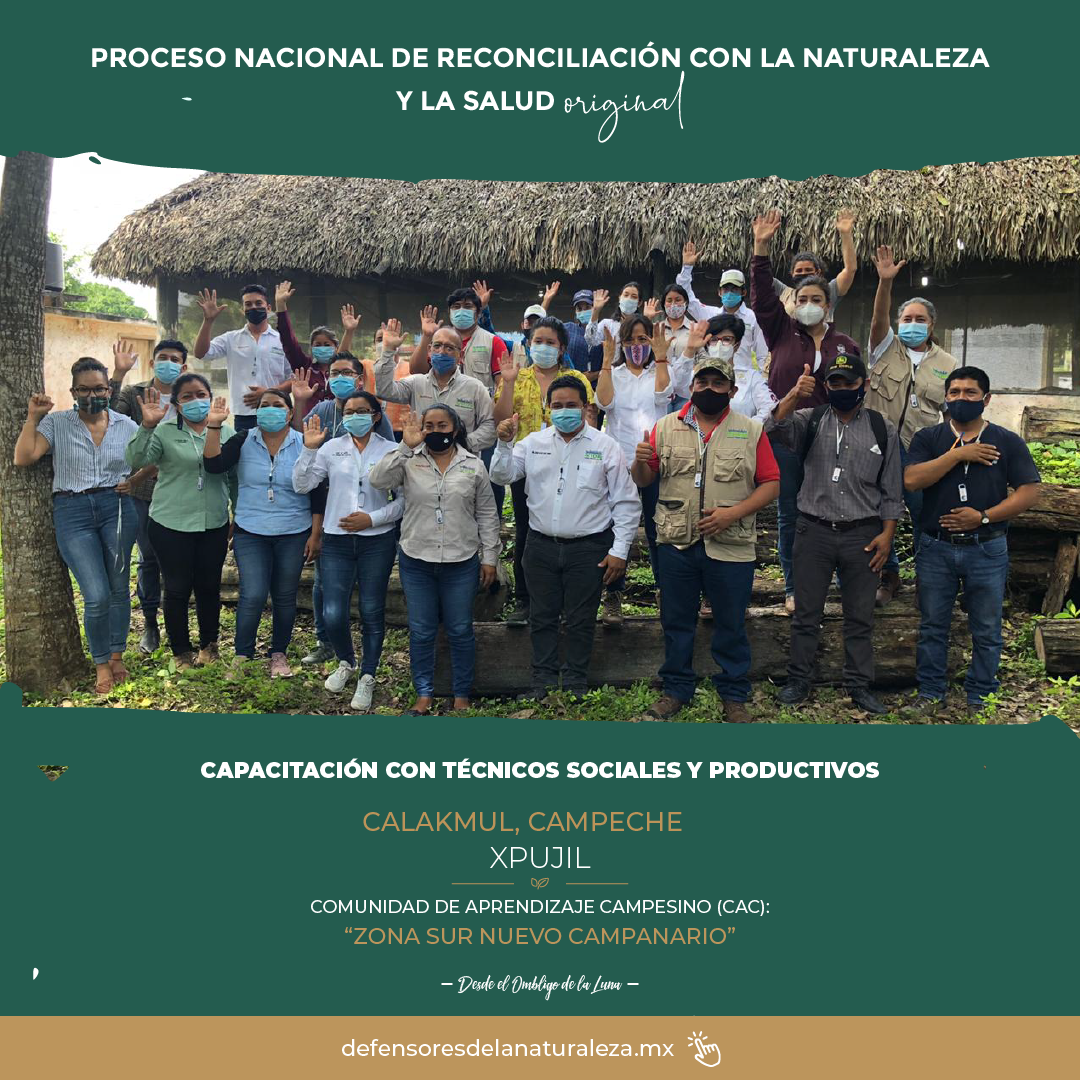 PROCESO NACIONAL DE RECONCILIACIÓN CON LA NATURALEZA
Y LA SALUD original
CAPACITACIÓN CON TÉCNICOS SOCIALES Y PRODUCTIVOS
CALAKMUL, CAMPECHE
XPUJIL
COMUNIDAD DE APRENDIZAJE CAMPESINO (CAC):
“ZONA SUR NUEVO CAMPANARIO”
— Desde el Ombligo de la Luna —
defensoresdelanaturaleza.mx